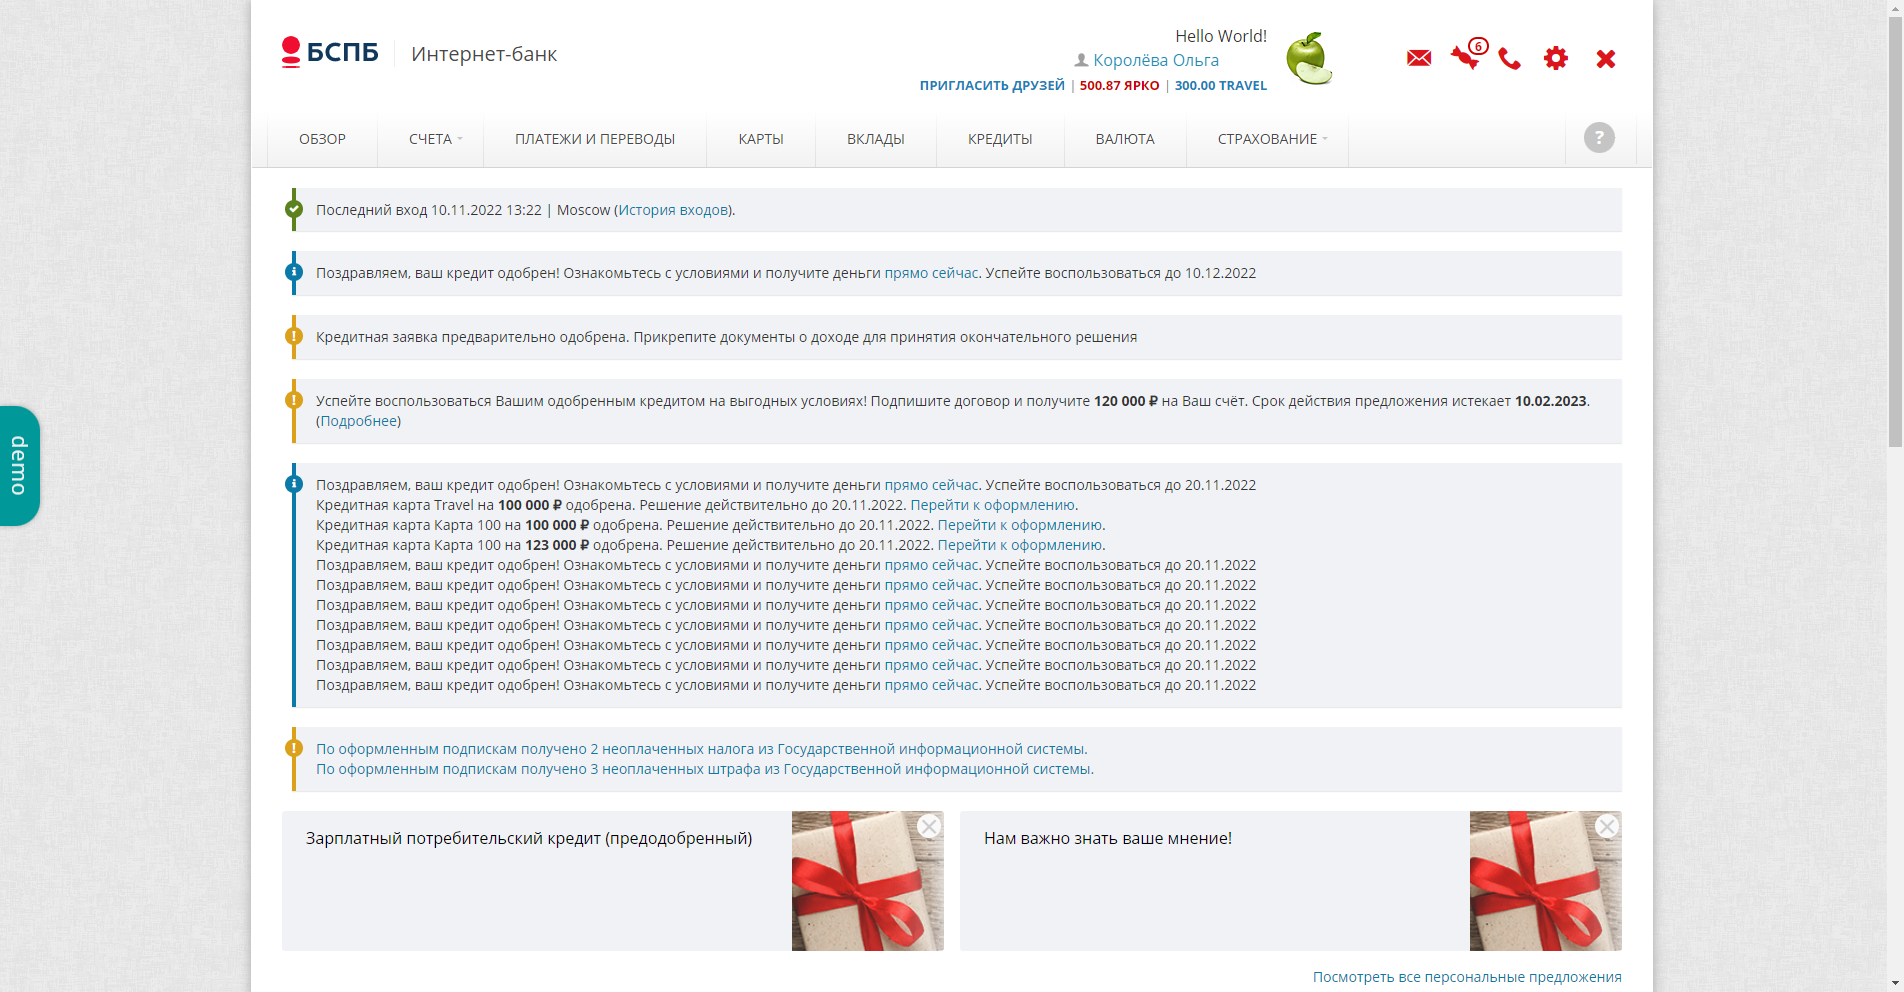 БСПБ Интернет-банк
Hello World!
Королёва Ольга
ПРИГЛАСИТЬ ДРУЗЕЙ | 500.87 ЯРКО | 300.00 TRAVEL
6
ОБЗОР СЧЕТА ПЛАТЕЖИ И ПЕРЕВОДЫ КАРТЫ ВКЛАДЫ КРЕДИТЫ ВАЛЮТА СТРАХОВАНИЕ ?
Последний вход 10.11.2022 13:22 | Moscow (История входов).
Поздравляем, ваш кредит одобрен! Ознакомьтесь с условиями и получите деньги прямо сейчас. Успейте воспользоваться до 10.12.2022
Кредитная заявка предварительно одобрена. Прикрепите документы о доходе для принятия окончательного решения
Успейте воспользоваться Вашим одобренным кредитом на выгодных условиях! Подпишите договор и получите 120 000 ₽ на Ваш счёт. Срок действия предложения истекает 10.02.2023.
(Подробнее)
demo
Поздравляем, ваш кредит одобрен! Ознакомьтесь с условиями и получите деньги прямо сейчас. Успейте воспользоваться до 20.11.2022
Кредитная карта Travel на 100 000 ₽ одобрена. Решение действительно до 20.11.2022. Перейти к оформлению.
Кредитная карта Карта 100 на 100 000 ₽ одобрена. Решение действительно до 20.11.2022. Перейти к оформлению.
Кредитная карта Карта 100 на 123 000 ₽ одобрена. Решение действительно до 20.11.2022. Перейти к оформлению.
Поздравляем, ваш кредит одобрен! Ознакомьтесь с условиями и получите деньги прямо сейчас. Успейте воспользоваться до 20.11.2022
Поздравляем, ваш кредит одобрен! Ознакомьтесь с условиями и получите деньги прямо сейчас. Успейте воспользоваться до 20.11.2022
Поздравляем, ваш кредит одобрен! Ознакомьтесь с условиями и получите деньги прямо сейчас. Успейте воспользоваться до 20.11.2022
Поздравляем, ваш кредит одобрен! Ознакомьтесь с условиями и получите деньги прямо сейчас. Успейте воспользоваться до 20.11.2022
Поздравляем, ваш кредит одобрен! Ознакомьтесь с условиями и получите деньги прямо сейчас. Успейте воспользоваться до 20.11.2022
Поздравляем, ваш кредит одобрен! Ознакомьтесь с условиями и получите деньги прямо сейчас. Успейте воспользоваться до 20.11.2022
Поздравляем, ваш кредит одобрен! Ознакомьтесь с условиями и получите деньги прямо сейчас. Успейте воспользоваться до 20.11.2022
По оформленным подпискам получено 2 неоплаченных налога из Государственной информационной системы.
По оформленным подпискам получено 3 неоплаченных штрафа из Государственной информационной системы.
Зарплатный потребительский кредит (предодобренный)
Нам важно знать ваше мнение!
Посмотреть все персональные предложения